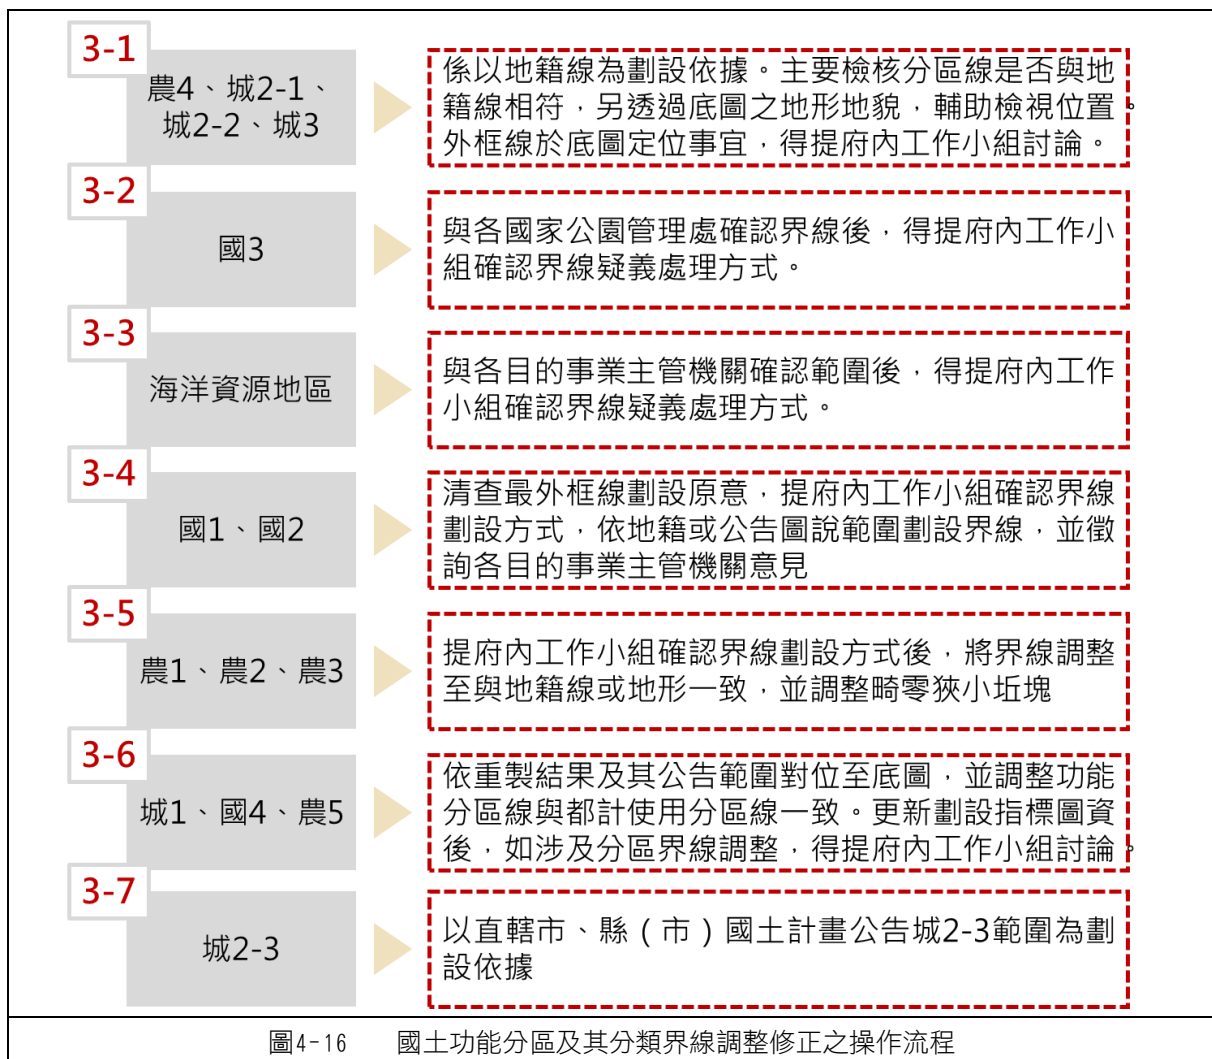 3-1
農4、城2-1、
城2-2、城3
係以地籍線為劃設依據。主要檢核分區線是否與地
籍線相符，另透過底圖之地形地貌，輔助檢視位置。
外框線於底圖定位事宜，得提府內工作小組討論。
3-2
國3
與各國家公園管理處確認界線後，得提府內工作小
組確認界線疑義處理方式。
3-3
海洋資源地區
與各目的事業主管機關確認範圍後，得提府內工作
小組確認界線疑義處理方式。
3-4
國1、國2
清查最外框線劃設原意，提府內工作小組確認界線
劃設方式，依地籍或公告圖說範圍劃設界線，並徵
詢各目的事業主管機關意見
3-5
農1、農2、農3
提府內工作小組確認界線劃設方式後，將界線調整
至與地籍線或地形一致，並調整畸零狹小坵塊
3-6
城1、國4、農5
依重製結果及其公告範圍對位至底圖，並調整功能
分區線與都計使用分區線一致。更新劃設指標圖資
後，如涉及分區界線調整，得提府內工作小組討論。
3-7
城2-3
以直轄市、縣（市）國土計畫公告城2-3範圍為劃
設依據
圖4-16 國土功能分區及其分類界線調整修正之操作流程